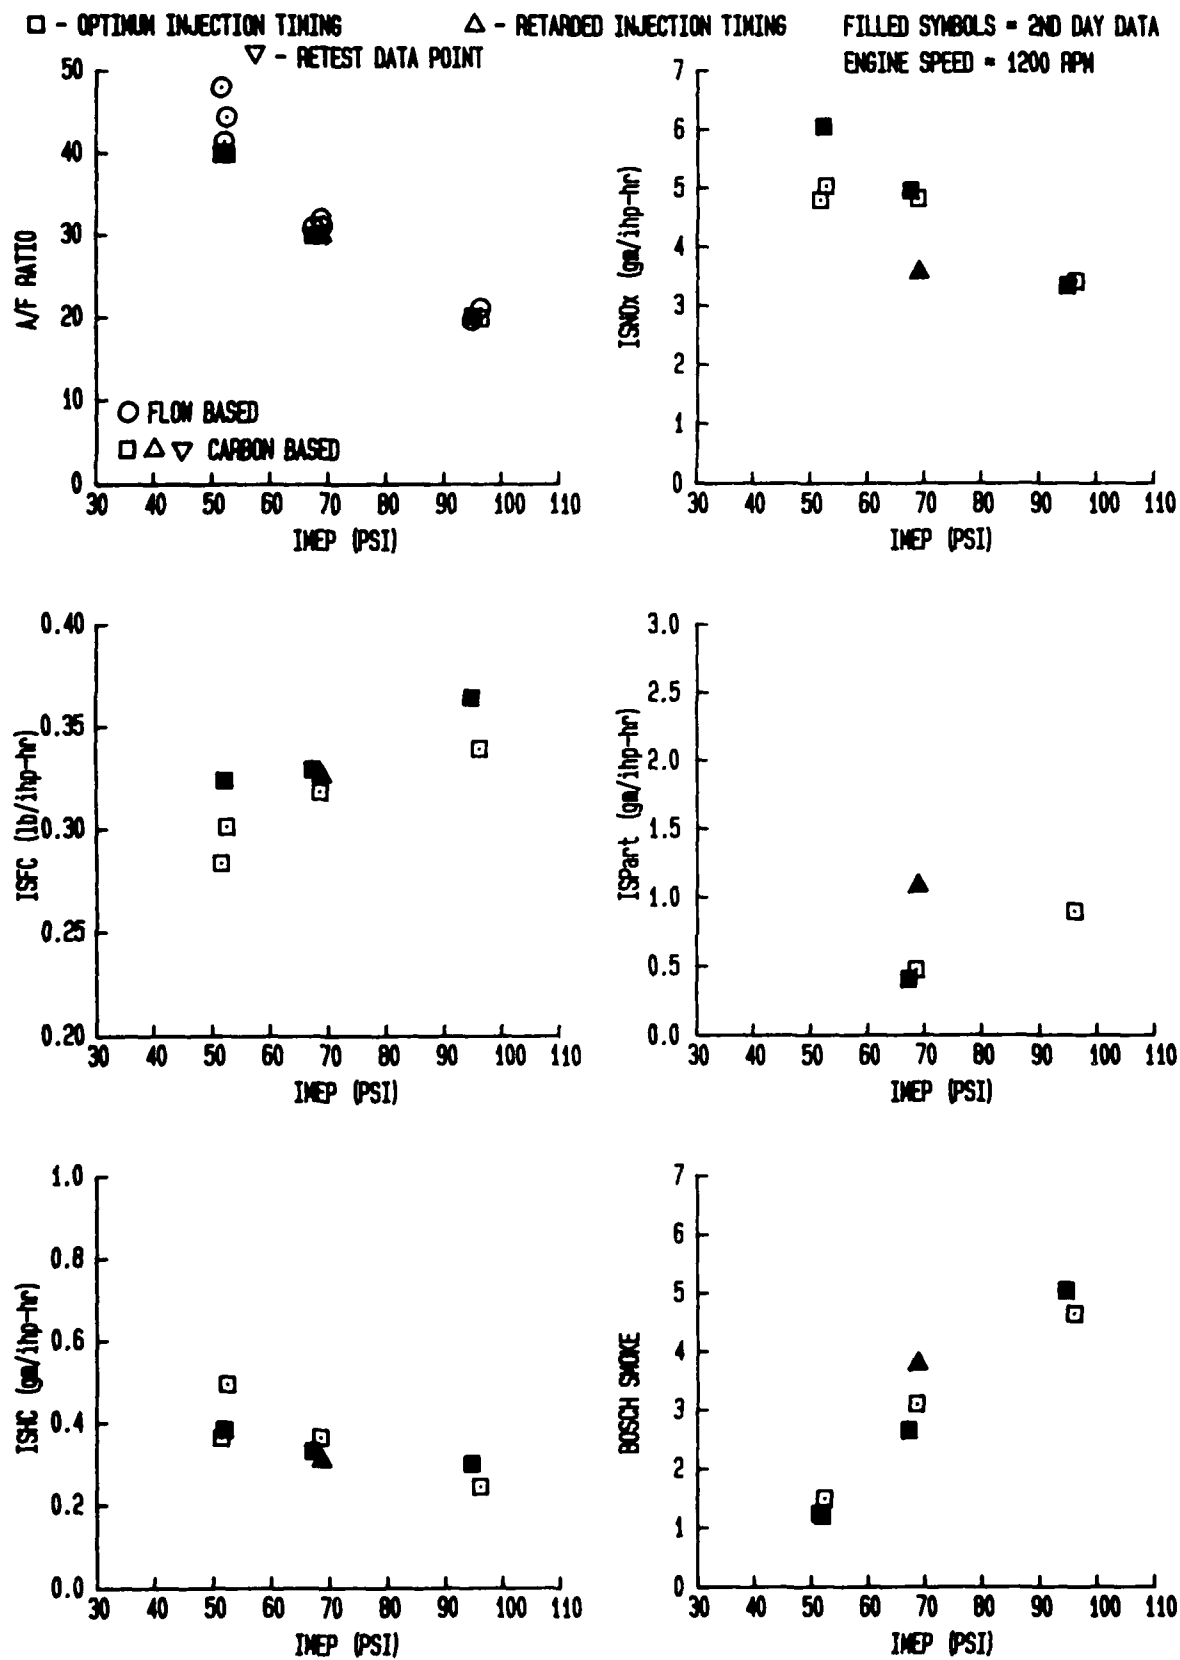 □ - OPTIMUM INJECTION TIMING △ - RETARDED INJECTION TIMING FILLED SYMBOLS = 2ND DAY DATA
▽ - RETEST DATA POINT ENGINE SPEED = 1200 RPM
50
40
30
20
10
0
A/F RATIO
○ FLOW BASED
□ △ ▽ CARBON BASED
30 40 50 60 70 80 90 100 110
IMEP (PSI)
7
6
5
4
3
2
1
0
ISNOx (gm/ihp-hr)
30 40 50 60 70 80 90 100 110
IMEP (PSI)
0.40
0.35
0.30
0.25
0.20
ISFC (lb/ihp-hr)
30 40 50 60 70 80 90 100 110
IMEP (PSI)
3.0
2.5
2.0
1.5
1.0
0.5
0.0
ISPart (gm/ihp-hr)
30 40 50 60 70 80 90 100 110
IMEP (PSI)
1.0
0.8
0.6
0.4
0.2
0.0
ISHC (gm/ihp-hr)
30 40 50 60 70 80 90 100 110
IMEP (PSI)
7
6
5
4
3
2
1
0
BOSCH SMOKE
30 40 50 60 70 80 90 100 110
IMEP (PSI)